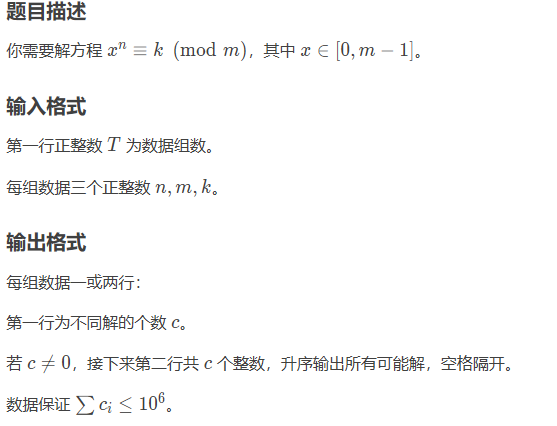 题目描述
你需要解方程 $x^n \equiv k \pmod m$，其中 $x \in [0, m-1]$。
输入格式
第一行正整数 $T$ 为数据组数。
每组数据三个正整数 $n, m, k$。
输出格式
每组数据一或两行：
第一行为不同解的个数 $c$。
若 $c \neq 0$，接下来第二行共 $c$ 个整数，升序输出所有可能解，空格隔开。
数据保证 $\sum c_i \leq 10^6$。